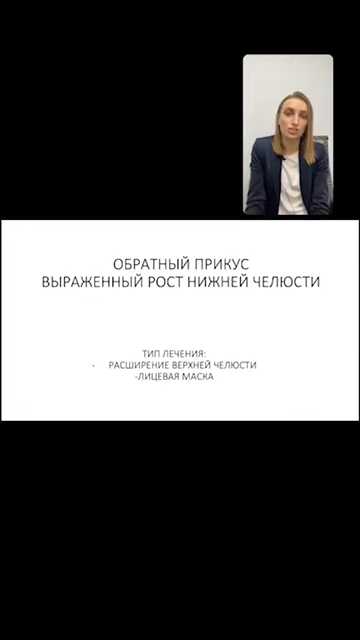 ОБРАТНЫЙ ПРИКУС
ВЫРАЖЕННЫЙ РОСТ НИЖНЕЙ ЧЕЛЮСТИ
ТИП ЛЕЧЕНИЯ:
- РАСШИРЕНИЕ ВЕРХНЕЙ ЧЕЛЮСТИ
-ЛИЦЕВАЯ МАСКА